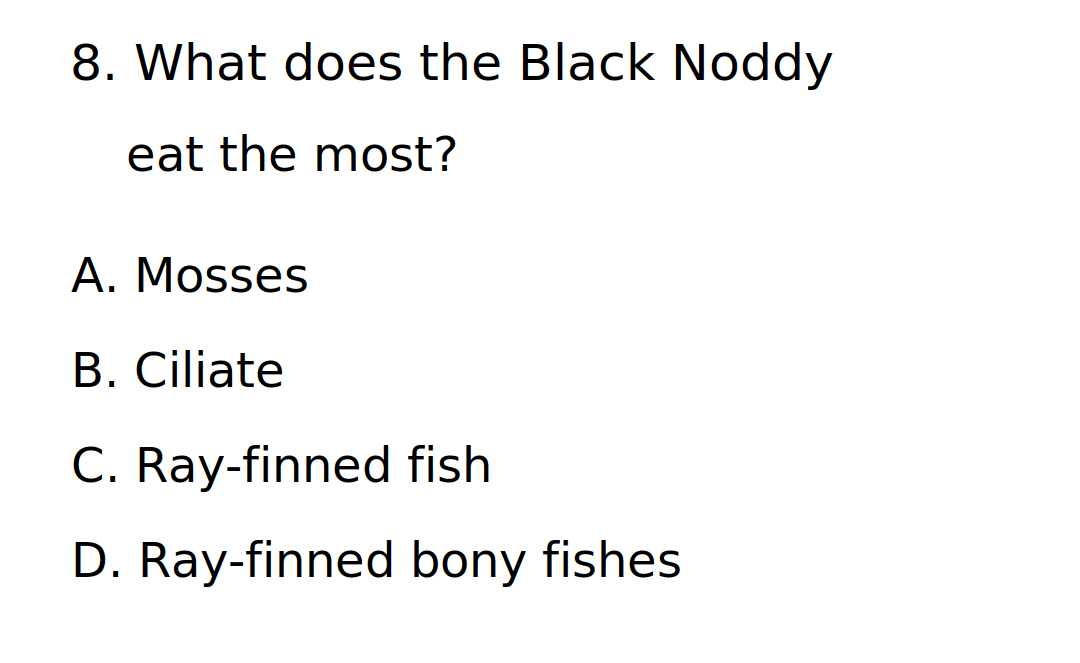 8. What does the Black Noddy
eat the most?
A. Mosses
B. Ciliate
C. Ray-finned fish
D. Ray-finned bony fishes